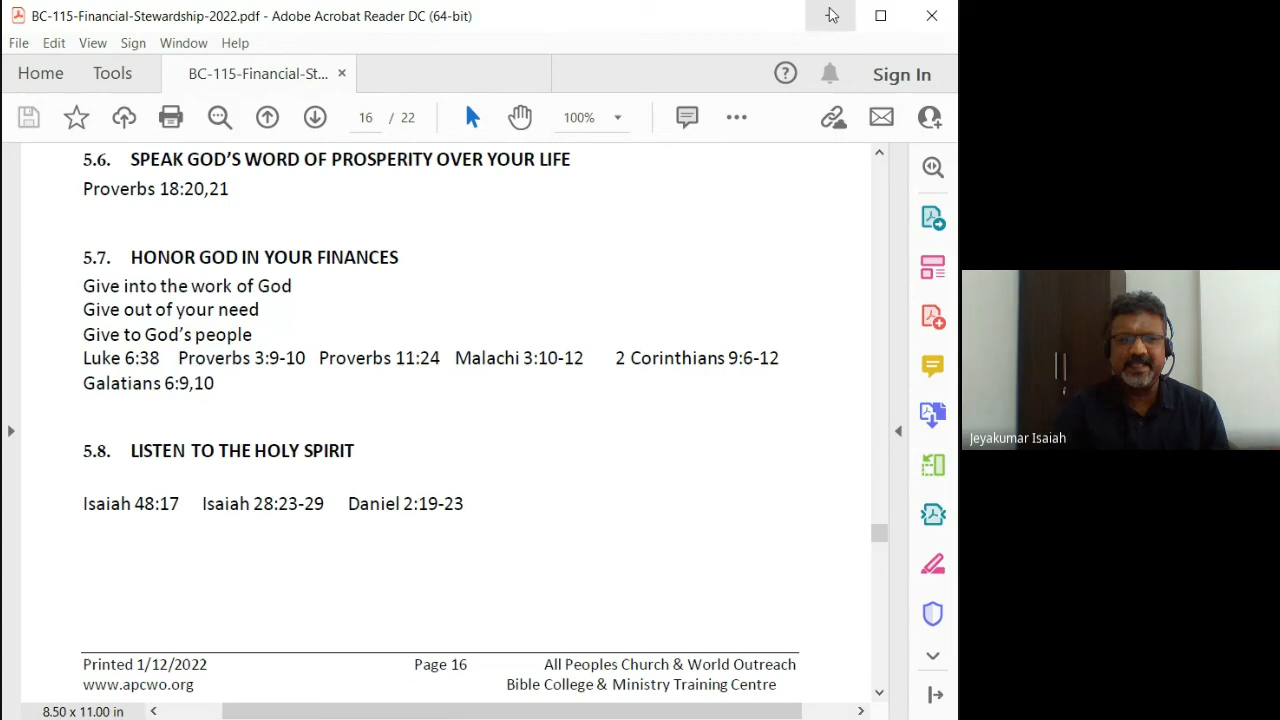 BC-115-Financial-Stewardship-2022.pdf - Adobe Acrobat Reader DC (64-bit)
File Edit View Sign Window Help
Home Tools BC-115-Financial-St... × Sign In
16 / 22 100%
5.6. SPEAK GOD'S WORD OF PROSPERITY OVER YOUR LIFE
Proverbs 18:20,21
5.7. HONOR GOD IN YOUR FINANCES
Give into the work of God
Give out of your need
Give to God's people
Luke 6:38 Proverbs 3:9-10 Proverbs 11:24 Malachi 3:10-12 2 Corinthians 9:6-12
Galatians 6:9,10
Jeyakumar Isaiah
5.8. LISTEN TO THE HOLY SPIRIT
Isaiah 48:17 Isaiah 28:23-29 Daniel 2:19-23
Printed 1/12/2022 Page 16 All Peoples Church & World Outreach
www.apcwo.org Bible College & Ministry Training Centre
8.50 x 11.00 in